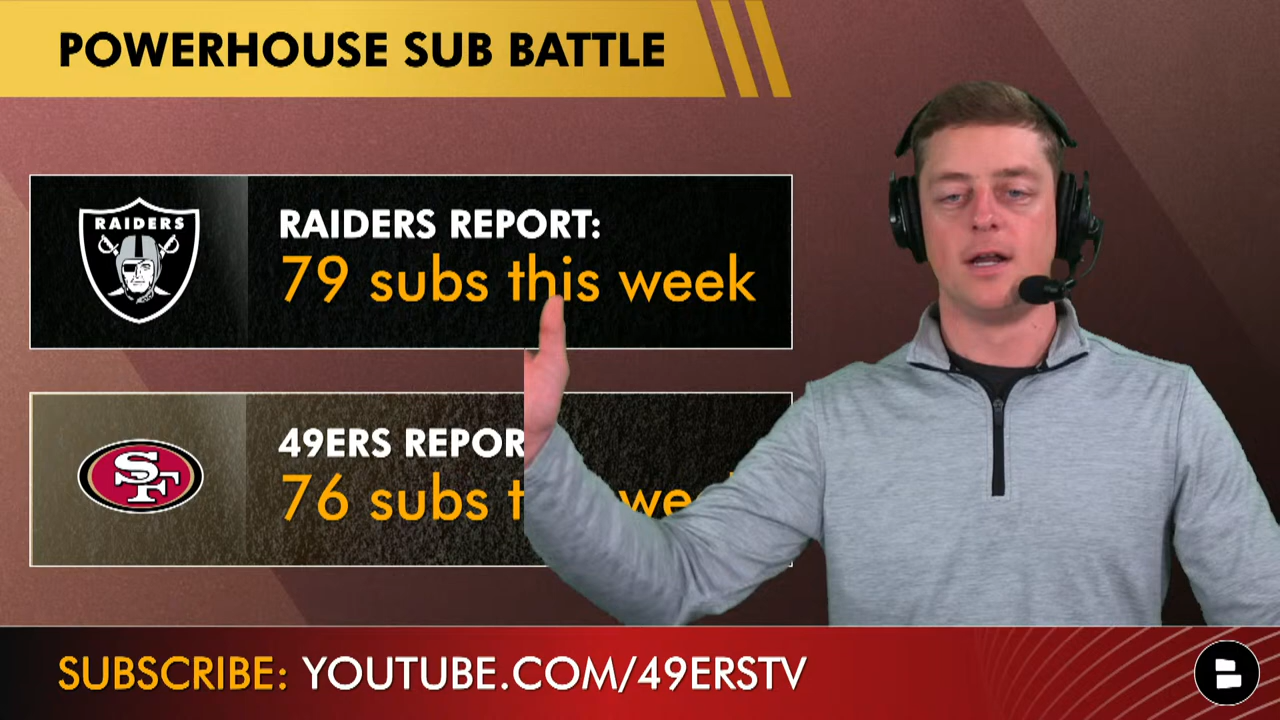 POWERHOUSE SUB BATTLE
RAIDERS
RAIDERS REPORT:
79 subs this week
SF
49ERS REPOR
76 subs t we
SUBSCRIBE: YOUTUBE.COM/49ERSTV